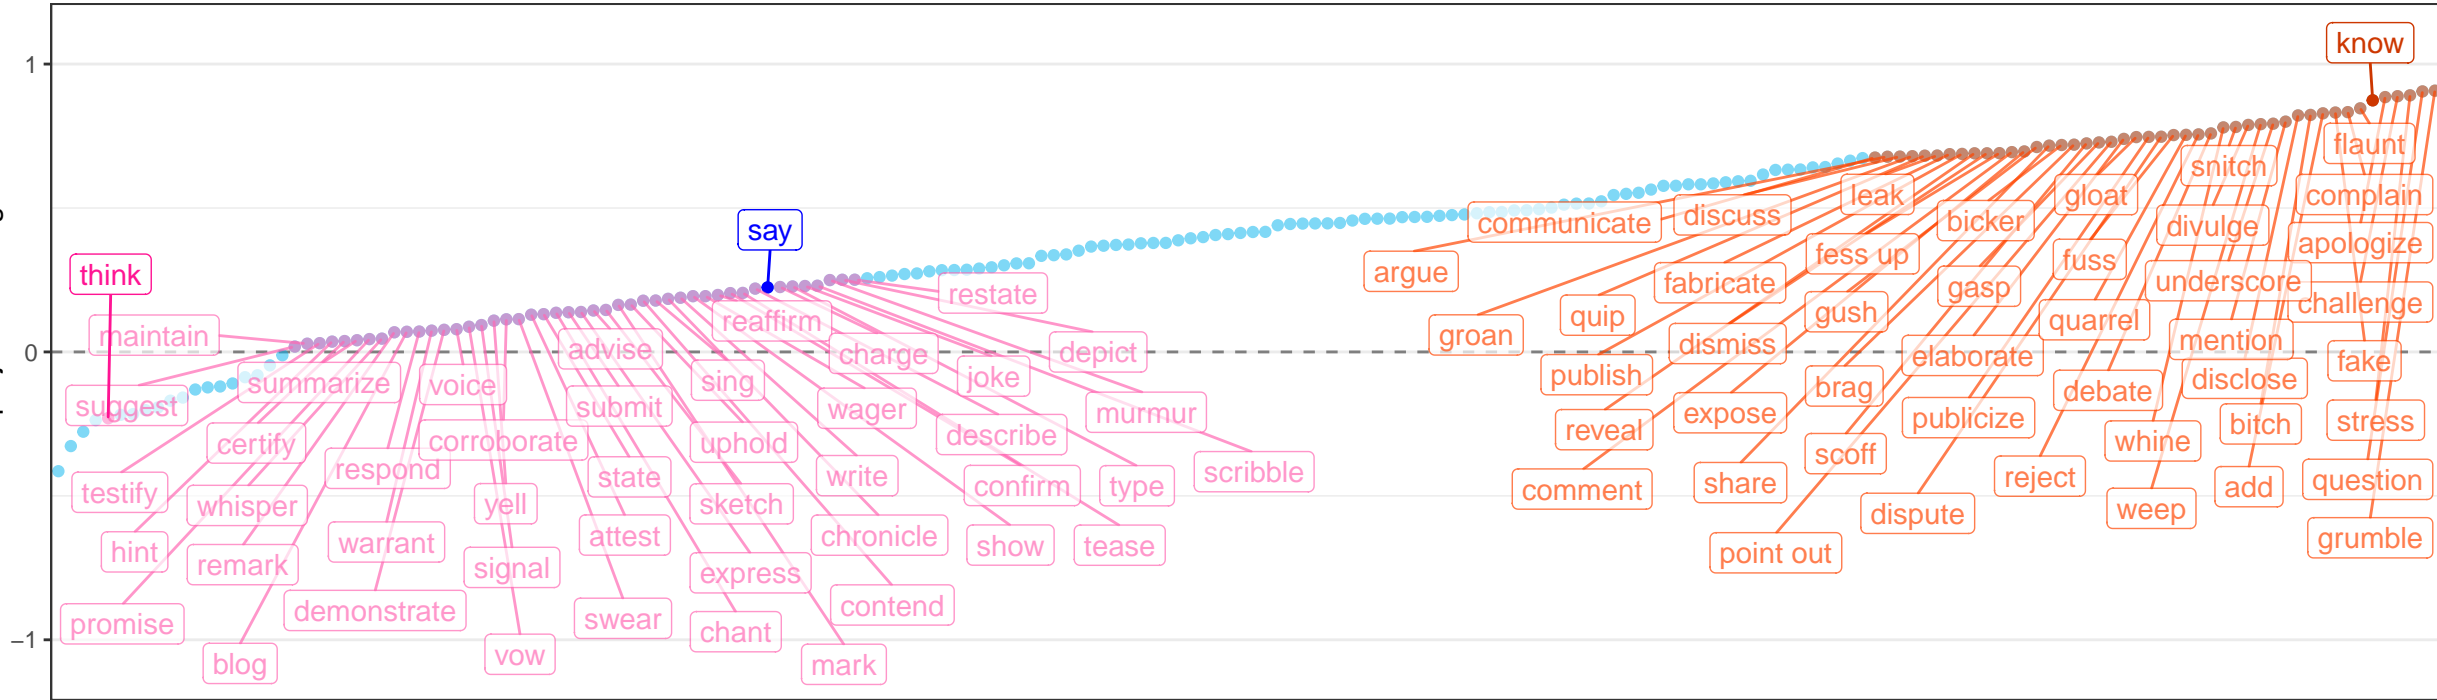 1
0
−1
know
flaunt
snitch
complain
leak
gloat
discuss
communicate
bicker
divulge
say
apologize
fess up
fuss
argue
think
fabricate
gasp
underscore
restate
challenge
gush
quip
quarrel
reaffirm
groan
maintain
mention
dismiss
advise
charge
depict
elaborate
fake
publish
joke
disclose
sing
summarize
voice
brag
debate
suggest
submit
wager
murmur
expose
publicize
stress
bitch
reveal
describe
certify
corroborate
uphold
whine
scoff
respond
scribble
state
write
reject
question
share
confirm
type
add
comment
testify
whisper
yell
sketch
weep
dispute
attest
chronicle
grumble
warrant
show
tease
hint
point out
remark
signal
express
contend
demonstrate
swear
promise
chant
vow
blog
mark